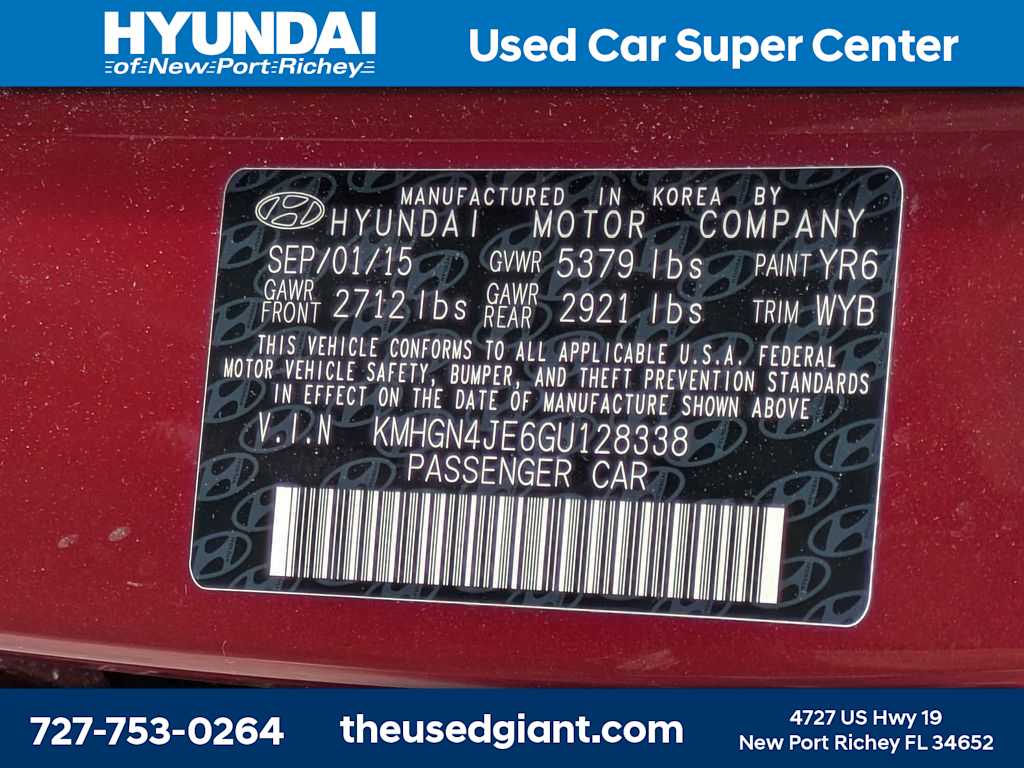 HYUNDAI
of New Port Richey
Used Car Super Center
MANUFACTURED IN KOREA BY
HYUNDAI MOTOR COMPANY
SEP/01/15 GVWR 5379 lbs PAINT YR6
GAWR FRONT 2712 lbs GAWR REAR 2921 lbs TRIM WYB
THIS VEHICLE CONFORMS TO ALL APPLICABLE U.S.A. FEDERAL
MOTOR VEHICLE SAFETY, BUMPER, AND THEFT PREVENTION STANDARDS
IN EFFECT ON THE DATE OF MANUFACTURE SHOWN ABOVE
V.I.N KMHGN4JE6GU128338
PASSENGER CAR
727-753-0264
theusedgiant.com
4727 US Hwy 19
New Port Richey FL 34652